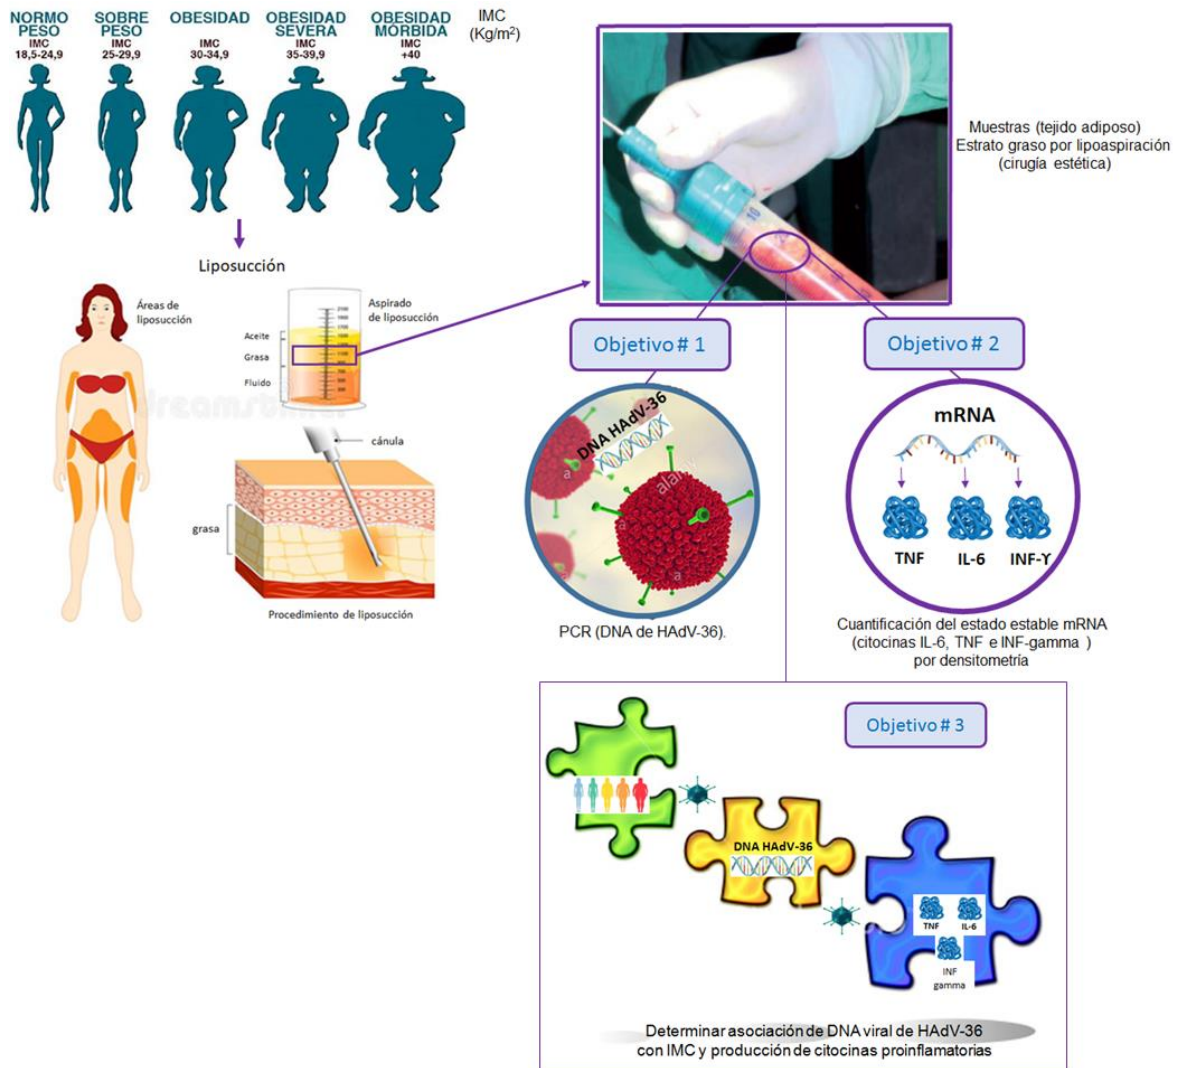 NORMO
PESO
IMC
18,5-24,9
SOBRE
PESO
IMC
25-29,9
OBESIDAD
IMC
30-34,9
OBESIDAD
SEVERA
IMC
35-39,9
OBESIDAD
MÓRBIDA
IMC
+40
IMC
(Kg/m²)
Muestras (tejido adiposo)
Estrato graso por lipoaspiración
(cirugía estética)
10
Liposucción
Áreas de
liposucción
Aspirado
de liposucción
Aceite
Grasa
Fluido
cánula
grasa
Procedimiento de liposucción
dreamstime
Objetivo # 1
DNA HAdV-36
alamy
a
a
a
PCR (DNA de HAdV-36).
Objetivo # 2
mRNA
TNF
IL-6
INF-ϒ
Cuantificación del estado estable mRNA
(citocinas IL-6, TNF e INF-gamma )
por densitometría
Objetivo # 3
DNA HAdV-36
TNF
IL-6
INF
gamma
Determinar asociación de DNA viral de HAdV-36
con IMC y producción de citocinas proinflamatorias